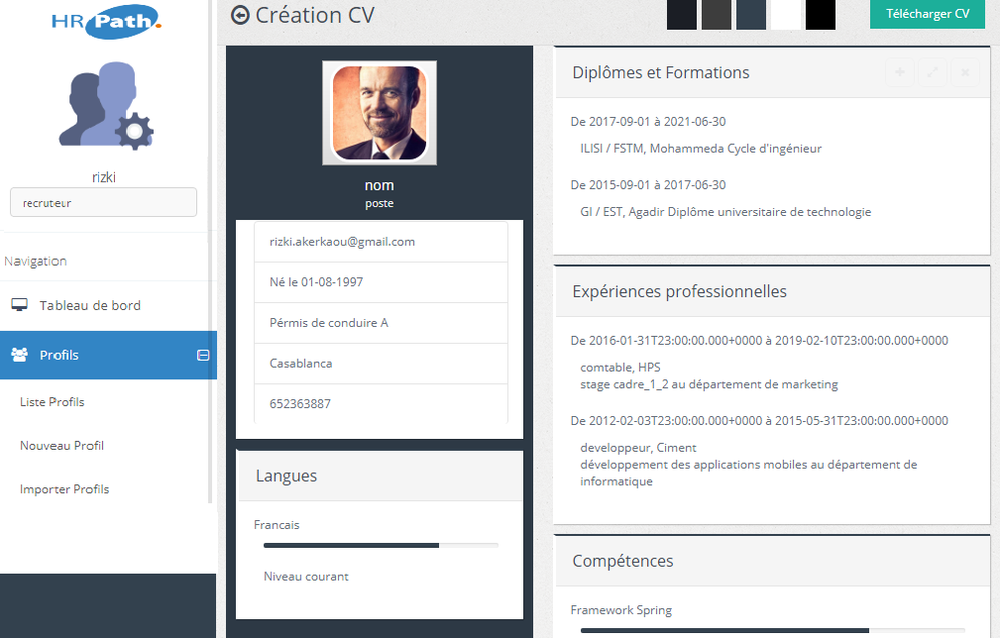 HR Path.
rizki
recruteur
Navigation
Tableau de bord
Profils
Liste Profils
Nouveau Profil
Importer Profils
Création CV
Télécharger CV
nom
poste
rizki.akerkaou@gmail.com
Né le 01-08-1997
Pérmis de conduire A
Casablanca
652363887
Langues
Francais
Niveau courant
Diplômes et Formations
De 2017-09-01 à 2021-06-30
ILISI / FSTM, Mohammeda Cycle d'ingénieur
De 2015-09-01 à 2017-06-30
GI / EST, Agadir Diplôme universitaire de technologie
Expériences professionnelles
De 2016-01-31T23:00:00.000+0000 à 2019-02-10T23:00:00.000+0000
comtable, HPS
stage cadre_1_2 au département de marketing
De 2012-02-03T23:00:00.000+0000 à 2015-05-31T23:00:00.000+0000
developpeur, Ciment
développement des applications mobiles au département de
informatique
Compétences
Framework Spring